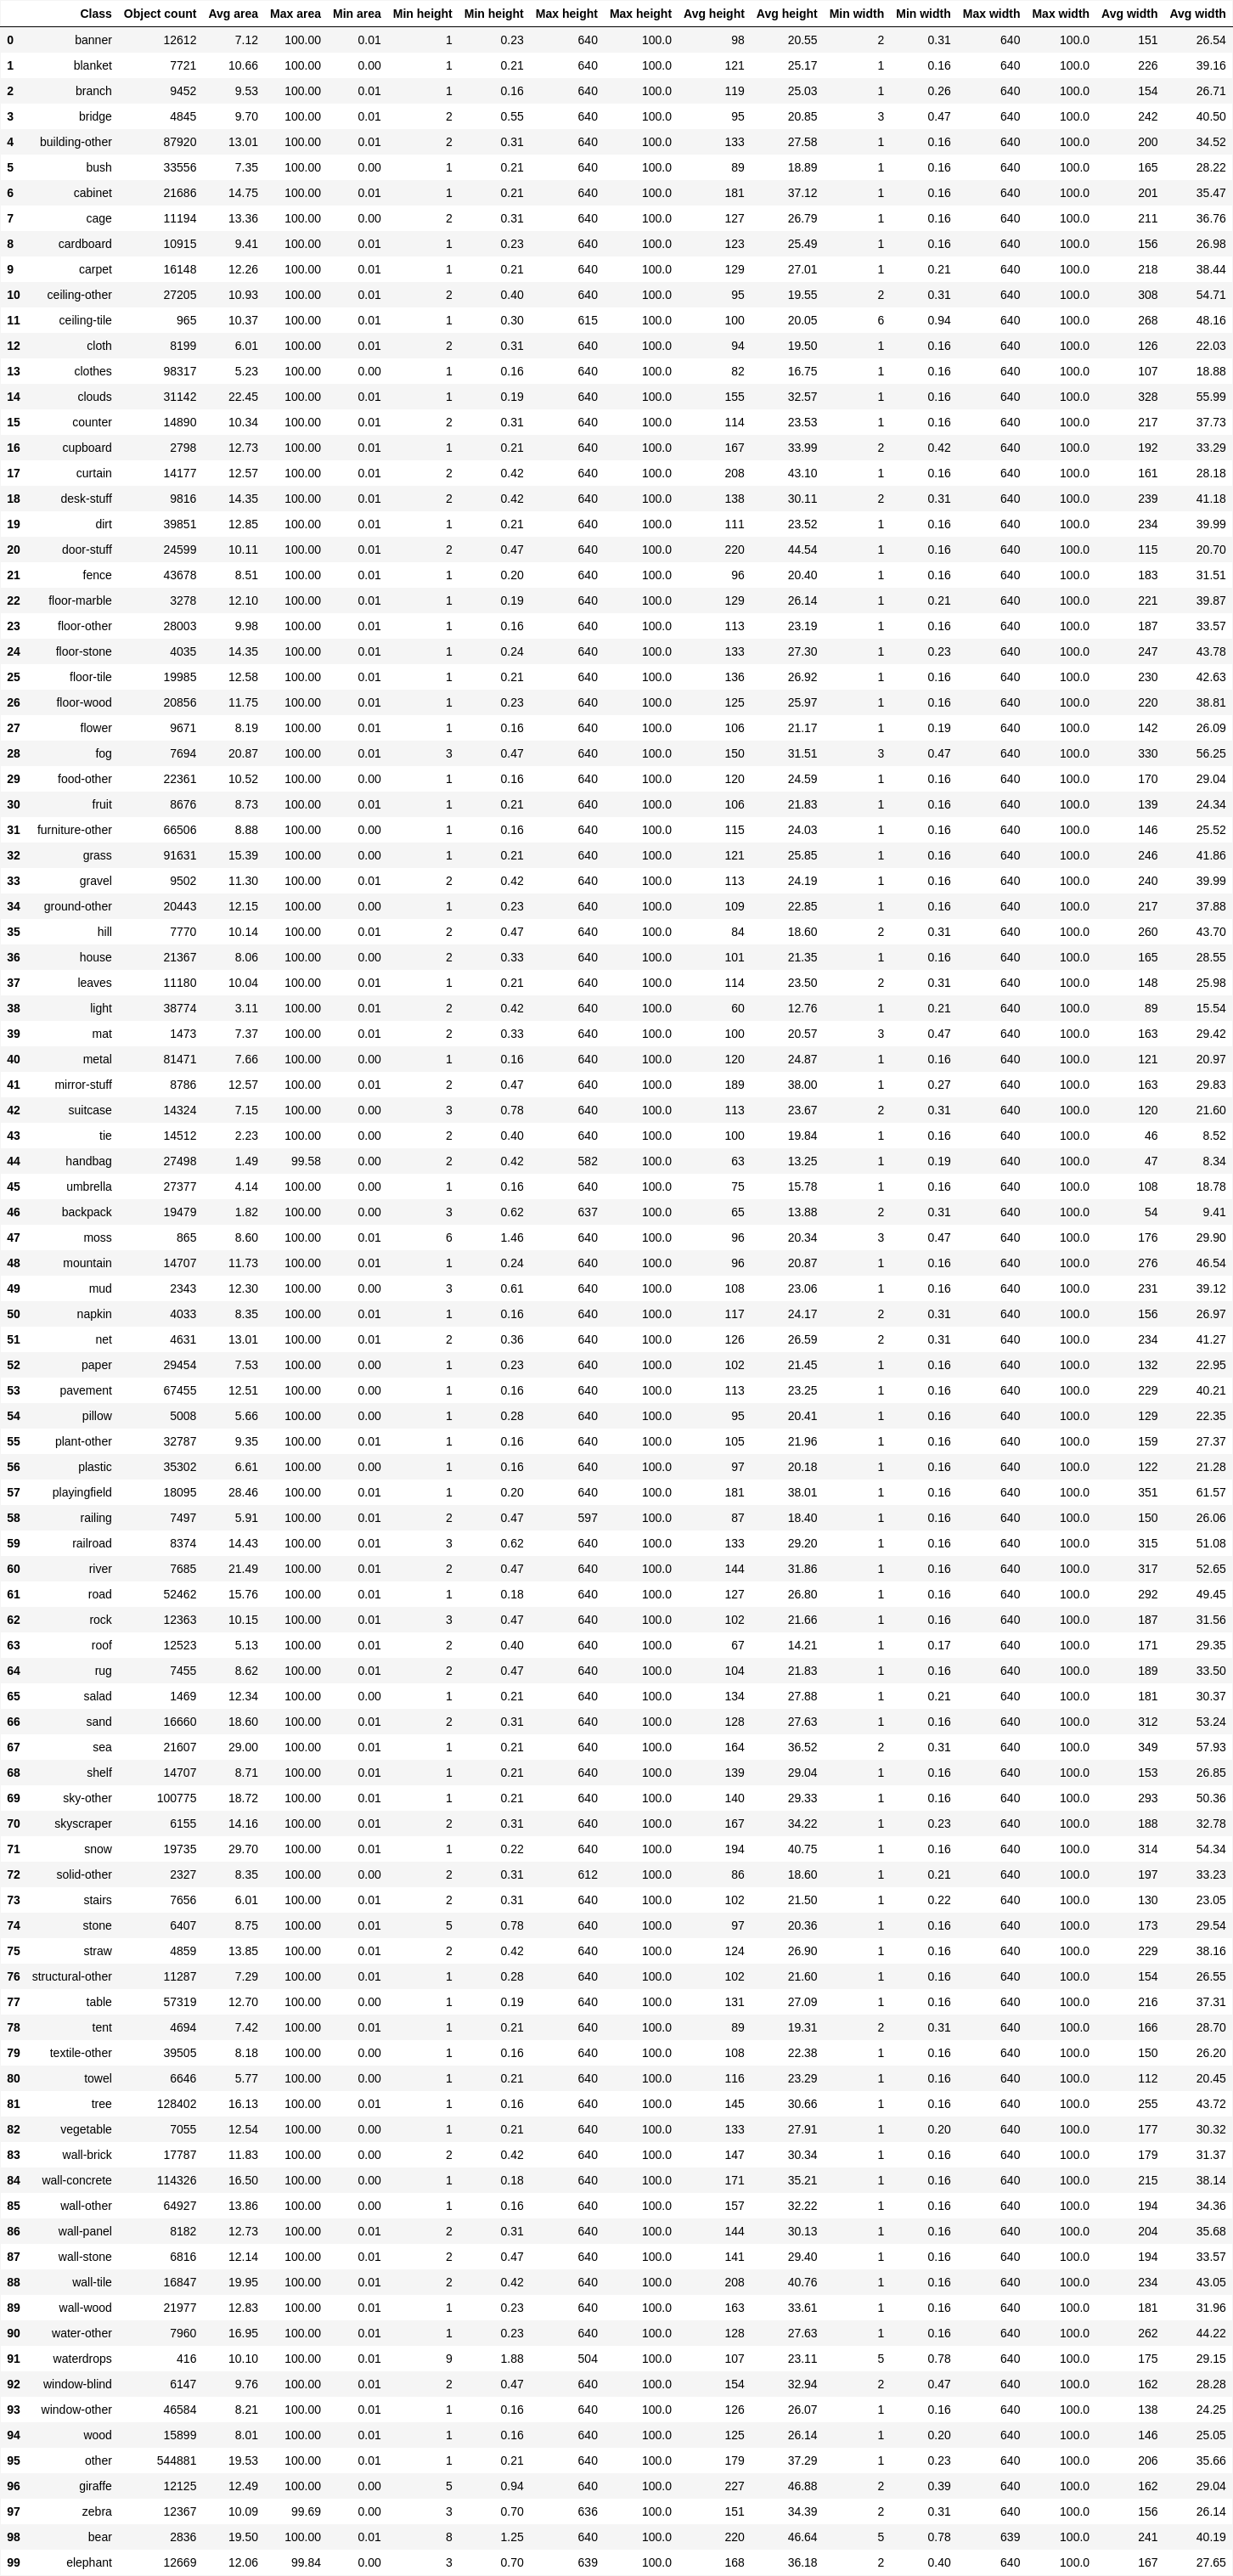 Class Object count Avg area Max area Min area Min height Min height Max height Max height Avg height Avg height Min width Min width Max width Max width Avg width Avg width
0 banner 12612 7.12 100.00 0.01 1 0.23 640 100.0 98 20.55 2 0.31 640 100.0 151 26.54
1 blanket 7721 10.66 100.00 0.00 1 0.21 640 100.0 121 25.17 1 0.16 640 100.0 226 39.16
2 branch 9452 9.53 100.00 0.01 1 0.16 640 100.0 119 25.03 1 0.26 640 100.0 154 26.71
3 bridge 4845 9.70 100.00 0.01 2 0.55 640 100.0 95 20.85 3 0.47 640 100.0 242 40.50
4 building-other 87920 13.01 100.00 0.01 2 0.31 640 100.0 133 27.58 1 0.16 640 100.0 200 34.52
5 bush 33556 7.35 100.00 0.00 1 0.21 640 100.0 89 18.89 1 0.16 640 100.0 165 28.22
6 cabinet 21686 14.75 100.00 0.01 1 0.21 640 100.0 181 37.12 1 0.16 640 100.0 201 35.47
7 cage 11194 13.36 100.00 0.00 2 0.31 640 100.0 127 26.79 1 0.16 640 100.0 211 36.76
8 cardboard 10915 9.41 100.00 0.01 1 0.23 640 100.0 123 25.49 1 0.16 640 100.0 156 26.98
9 carpet 16148 12.26 100.00 0.01 1 0.21 640 100.0 129 27.01 1 0.21 640 100.0 218 38.44
10 ceiling-other 27205 10.93 100.00 0.01 2 0.40 640 100.0 95 19.55 2 0.31 640 100.0 308 54.71
11 ceiling-tile 965 10.37 100.00 0.01 1 0.30 615 100.0 100 20.05 6 0.94 640 100.0 268 48.16
12 cloth 8199 6.01 100.00 0.01 2 0.31 640 100.0 94 19.50 1 0.16 640 100.0 126 22.03
13 clothes 98317 5.23 100.00 0.00 1 0.16 640 100.0 82 16.75 1 0.16 640 100.0 107 18.88
14 clouds 31142 22.45 100.00 0.01 1 0.19 640 100.0 155 32.57 1 0.16 640 100.0 328 55.99
15 counter 14890 10.34 100.00 0.01 2 0.31 640 100.0 114 23.53 1 0.16 640 100.0 217 37.73
16 cupboard 2798 12.73 100.00 0.01 1 0.21 640 100.0 167 33.99 2 0.42 640 100.0 192 33.29
17 curtain 14177 12.57 100.00 0.01 2 0.42 640 100.0 208 43.10 1 0.16 640 100.0 161 28.18
18 desk-stuff 9816 14.35 100.00 0.01 2 0.42 640 100.0 138 30.11 2 0.31 640 100.0 239 41.18
19 dirt 39851 12.85 100.00 0.01 1 0.21 640 100.0 111 23.52 1 0.16 640 100.0 234 39.99
20 door-stuff 24599 10.11 100.00 0.01 2 0.47 640 100.0 220 44.54 1 0.16 640 100.0 115 20.70
21 fence 43678 8.51 100.00 0.01 1 0.20 640 100.0 96 20.40 1 0.16 640 100.0 183 31.51
22 floor-marble 3278 12.10 100.00 0.01 1 0.19 640 100.0 129 26.14 1 0.21 640 100.0 221 39.87
23 floor-other 28003 9.98 100.00 0.01 1 0.16 640 100.0 113 23.19 1 0.16 640 100.0 187 33.57
24 floor-stone 4035 14.35 100.00 0.01 1 0.24 640 100.0 133 27.30 1 0.23 640 100.0 247 43.78
25 floor-tile 19985 12.58 100.00 0.01 1 0.21 640 100.0 136 26.92 1 0.16 640 100.0 230 42.63
26 floor-wood 20856 11.75 100.00 0.01 1 0.23 640 100.0 125 25.97 1 0.16 640 100.0 220 38.81
27 flower 9671 8.19 100.00 0.01 1 0.16 640 100.0 106 21.17 1 0.19 640 100.0 142 26.09
28 fog 7694 20.87 100.00 0.01 3 0.47 640 100.0 150 31.51 3 0.47 640 100.0 330 56.25
29 food-other 22361 10.52 100.00 0.00 1 0.16 640 100.0 120 24.59 1 0.16 640 100.0 170 29.04
30 fruit 8676 8.73 100.00 0.01 1 0.21 640 100.0 106 21.83 1 0.16 640 100.0 139 24.34
31 furniture-other 66506 8.88 100.00 0.00 1 0.16 640 100.0 115 24.03 1 0.16 640 100.0 146 25.52
32 grass 91631 15.39 100.00 0.00 1 0.21 640 100.0 121 25.85 1 0.16 640 100.0 246 41.86
33 gravel 9502 11.30 100.00 0.01 2 0.42 640 100.0 113 24.19 1 0.16 640 100.0 240 39.99
34 ground-other 20443 12.15 100.00 0.00 1 0.23 640 100.0 109 22.85 1 0.16 640 100.0 217 37.88
35 hill 7770 10.14 100.00 0.01 2 0.47 640 100.0 84 18.60 2 0.31 640 100.0 260 43.70
36 house 21367 8.06 100.00 0.00 2 0.33 640 100.0 101 21.35 1 0.16 640 100.0 165 28.55
37 leaves 11180 10.04 100.00 0.01 1 0.21 640 100.0 114 23.50 2 0.31 640 100.0 148 25.98
38 light 38774 3.11 100.00 0.01 2 0.42 640 100.0 60 12.76 1 0.21 640 100.0 89 15.54
39 mat 1473 7.37 100.00 0.01 2 0.33 640 100.0 100 20.57 3 0.47 640 100.0 163 29.42
40 metal 81471 7.66 100.00 0.00 1 0.16 640 100.0 120 24.87 1 0.16 640 100.0 121 20.97
41 mirror-stuff 8786 12.57 100.00 0.01 2 0.47 640 100.0 189 38.00 1 0.27 640 100.0 163 29.83
42 suitcase 14324 7.15 100.00 0.00 3 0.78 640 100.0 113 23.67 2 0.31 640 100.0 120 21.60
43 tie 14512 2.23 100.00 0.00 2 0.40 640 100.0 100 19.84 1 0.16 640 100.0 46 8.52
44 handbag 27498 1.49 99.58 0.00 2 0.42 582 100.0 63 13.25 1 0.19 640 100.0 47 8.34
45 umbrella 27377 4.14 100.00 0.00 1 0.16 640 100.0 75 15.78 1 0.16 640 100.0 108 18.78
46 backpack 19479 1.82 100.00 0.00 3 0.62 637 100.0 65 13.88 2 0.31 640 100.0 54 9.41
47 moss 865 8.60 100.00 0.01 6 1.46 640 100.0 96 20.34 3 0.47 640 100.0 176 29.90
48 mountain 14707 11.73 100.00 0.01 1 0.24 640 100.0 96 20.87 1 0.16 640 100.0 276 46.54
49 mud 2343 12.30 100.00 0.00 3 0.61 640 100.0 108 23.06 1 0.16 640 100.0 231 39.12
50 napkin 4033 8.35 100.00 0.01 1 0.16 640 100.0 117 24.17 2 0.31 640 100.0 156 26.97
51 net 4631 13.01 100.00 0.01 2 0.36 640 100.0 126 26.59 2 0.31 640 100.0 234 41.27
52 paper 29454 7.53 100.00 0.00 1 0.23 640 100.0 102 21.45 1 0.16 640 100.0 132 22.95
53 pavement 67455 12.51 100.00 0.00 1 0.16 640 100.0 113 23.25 1 0.16 640 100.0 229 40.21
54 pillow 5008 5.66 100.00 0.00 1 0.28 640 100.0 95 20.41 1 0.16 640 100.0 129 22.35
55 plant-other 32787 9.35 100.00 0.01 1 0.16 640 100.0 105 21.96 1 0.16 640 100.0 159 27.37
56 plastic 35302 6.61 100.00 0.00 1 0.16 640 100.0 97 20.18 1 0.16 640 100.0 122 21.28
57 playingfield 18095 28.46 100.00 0.01 1 0.20 640 100.0 181 38.01 1 0.16 640 100.0 351 61.57
58 railing 7497 5.91 100.00 0.01 2 0.47 597 100.0 87 18.40 1 0.16 640 100.0 150 26.06
59 railroad 8374 14.43 100.00 0.01 3 0.62 640 100.0 133 29.20 1 0.16 640 100.0 315 51.08
60 river 7685 21.49 100.00 0.01 2 0.47 640 100.0 144 31.86 1 0.16 640 100.0 317 52.65
61 road 52462 15.76 100.00 0.01 1 0.18 640 100.0 127 26.80 1 0.16 640 100.0 292 49.45
62 rock 12363 10.15 100.00 0.01 3 0.47 640 100.0 102 21.66 1 0.16 640 100.0 187 31.56
63 roof 12523 5.13 100.00 0.01 2 0.40 640 100.0 67 14.21 1 0.17 640 100.0 171 29.35
64 rug 7455 8.62 100.00 0.01 2 0.47 640 100.0 104 21.83 1 0.16 640 100.0 189 33.50
65 salad 1469 12.34 100.00 0.00 1 0.21 640 100.0 134 27.88 1 0.21 640 100.0 181 30.37
66 sand 16660 18.60 100.00 0.01 2 0.31 640 100.0 128 27.63 1 0.16 640 100.0 312 53.24
67 sea 21607 29.00 100.00 0.01 1 0.21 640 100.0 164 36.52 2 0.31 640 100.0 349 57.93
68 shelf 14707 8.71 100.00 0.01 1 0.21 640 100.0 139 29.04 1 0.16 640 100.0 153 26.85
69 sky-other 100775 18.72 100.00 0.01 1 0.21 640 100.0 140 29.33 1 0.16 640 100.0 293 50.36
70 skyscraper 6155 14.16 100.00 0.01 2 0.31 640 100.0 167 34.22 1 0.23 640 100.0 188 32.78
71 snow 19735 29.70 100.00 0.01 1 0.22 640 100.0 194 40.75 1 0.16 640 100.0 314 54.34
72 solid-other 2327 8.35 100.00 0.00 2 0.31 612 100.0 86 18.60 1 0.21 640 100.0 197 33.23
73 stairs 7656 6.01 100.00 0.01 2 0.31 640 100.0 102 21.50 1 0.22 640 100.0 130 23.05
74 stone 6407 8.75 100.00 0.01 5 0.78 640 100.0 97 20.36 1 0.16 640 100.0 173 29.54
75 straw 4859 13.85 100.00 0.01 2 0.42 640 100.0 124 26.90 1 0.16 640 100.0 229 38.16
76 structural-other 11287 7.29 100.00 0.01 1 0.28 640 100.0 102 21.60 1 0.16 640 100.0 154 26.55
77 table 57319 12.70 100.00 0.00 1 0.19 640 100.0 131 27.09 1 0.16 640 100.0 216 37.31
78 tent 4694 7.42 100.00 0.01 1 0.21 640 100.0 89 19.31 2 0.31 640 100.0 166 28.70
79 textile-other 39505 8.18 100.00 0.00 1 0.16 640 100.0 108 22.38 1 0.16 640 100.0 150 26.20
80 towel 6646 5.77 100.00 0.00 1 0.21 640 100.0 116 23.29 1 0.16 640 100.0 112 20.45
81 tree 128402 16.13 100.00 0.01 1 0.16 640 100.0 145 30.66 1 0.16 640 100.0 255 43.72
82 vegetable 7055 12.54 100.00 0.00 1 0.21 640 100.0 133 27.91 1 0.20 640 100.0 177 30.32
83 wall-brick 17787 11.83 100.00 0.00 2 0.42 640 100.0 147 30.34 1 0.16 640 100.0 179 31.37
84 wall-concrete 114326 16.50 100.00 0.00 1 0.18 640 100.0 171 35.21 1 0.16 640 100.0 215 38.14
85 wall-other 64927 13.86 100.00 0.00 1 0.16 640 100.0 157 32.22 1 0.16 640 100.0 194 34.36
86 wall-panel 8182 12.73 100.00 0.01 2 0.31 640 100.0 144 30.13 1 0.16 640 100.0 204 35.68
87 wall-stone 6816 12.14 100.00 0.01 2 0.47 640 100.0 141 29.40 1 0.16 640 100.0 194 33.57
88 wall-tile 16847 19.95 100.00 0.01 2 0.42 640 100.0 208 40.76 1 0.16 640 100.0 234 43.05
89 wall-wood 21977 12.83 100.00 0.01 1 0.23 640 100.0 163 33.61 1 0.16 640 100.0 181 31.96
90 water-other 7960 16.95 100.00 0.01 1 0.23 640 100.0 128 27.63 1 0.16 640 100.0 262 44.22
91 waterdrops 416 10.10 100.00 0.01 9 1.88 504 100.0 107 23.11 5 0.78 640 100.0 175 29.15
92 window-blind 6147 9.76 100.00 0.01 2 0.47 640 100.0 154 32.94 2 0.47 640 100.0 162 28.28
93 window-other 46584 8.21 100.00 0.01 1 0.16 640 100.0 126 26.07 1 0.16 640 100.0 138 24.25
94 wood 15899 8.01 100.00 0.01 1 0.16 640 100.0 125 26.14 1 0.20 640 100.0 146 25.05
95 other 544881 19.53 100.00 0.01 1 0.21 640 100.0 179 37.29 1 0.23 640 100.0 206 35.66
96 giraffe 12125 12.49 100.00 0.00 5 0.94 640 100.0 227 46.88 2 0.39 640 100.0 162 29.04
97 zebra 12367 10.09 99.69 0.00 3 0.70 636 100.0 151 34.39 2 0.31 640 100.0 156 26.14
98 bear 2836 19.50 100.00 0.01 8 1.25 640 100.0 220 46.64 5 0.78 639 100.0 241 40.19
99 elephant 12669 12.06 99.84 0.00 3 0.70 639 100.0 168 36.18 2 0.40 640 100.0 167 27.65